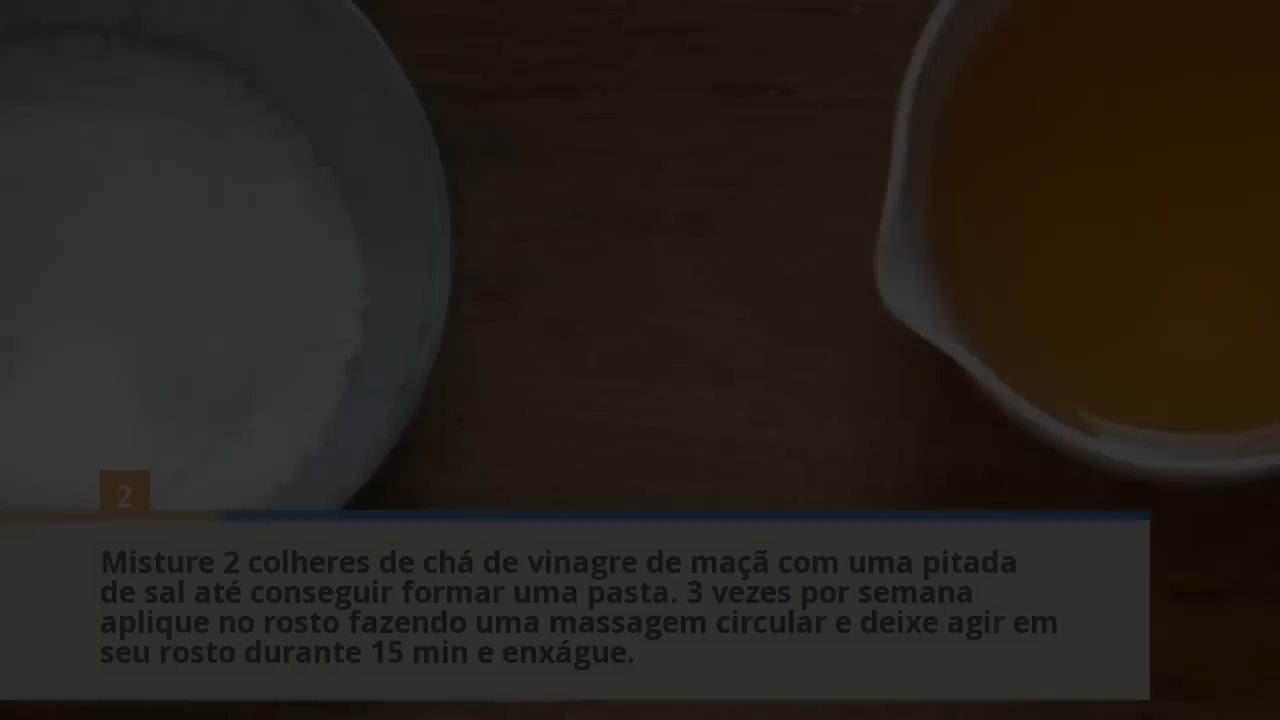 2
Misture 2 colheres de chá de vinagre de maçã com uma pitada
de sal até conseguir formar uma pasta. 3 vezes por semana
aplique no rosto fazendo uma massagem circular e deixe agir em
seu rosto durante 15 min e enxágue.